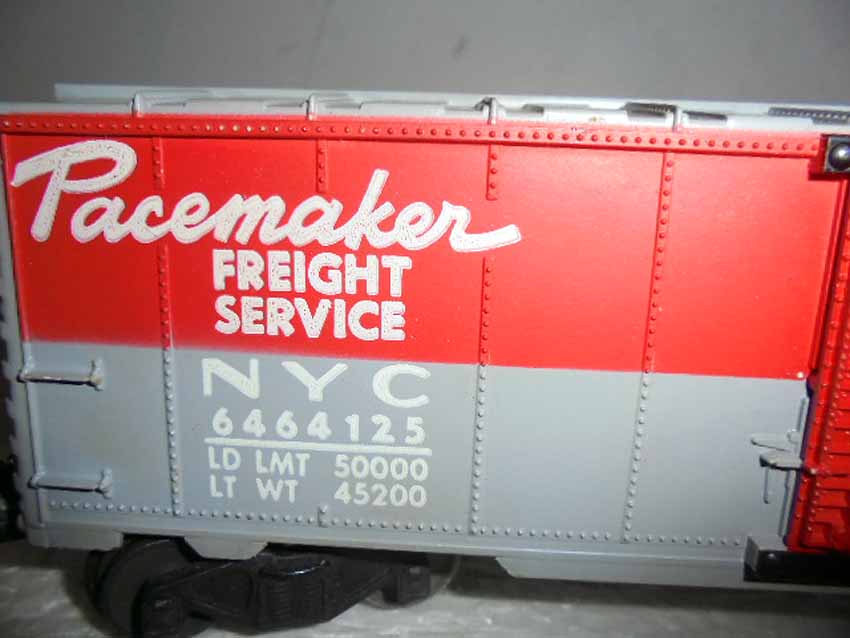 Pacemaker
FREIGHT
SERVICE
NYC
6464125
LD LMT 50000
LT WT 45200